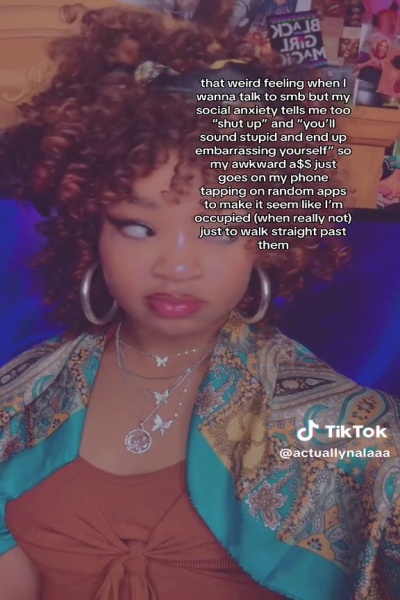 BLACK
GIRL
MAGIC
that weird feeling when I
wanna talk to smb but my
social anxiety tells me too
“shut up” and “you’ll
sound stupid and end up
embarrassing yourself” so
my awkward a$S just
goes on my phone
tapping on random apps
to make it seem like I’m
occupied (when really not)
just to walk straight past
them
TikTok
@actuallynalaaa